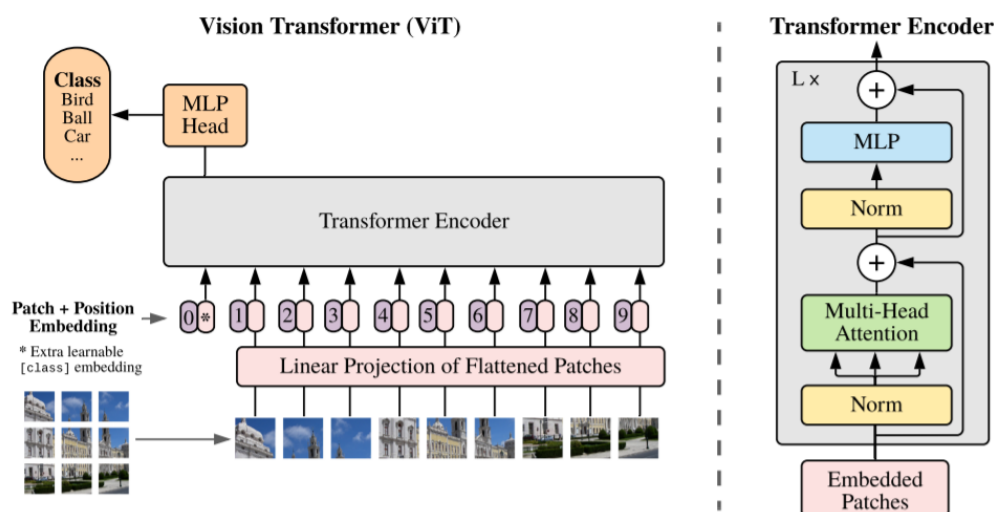 Vision Transformer (ViT)
Class
Bird
Ball
Car
...
MLP
Head
Transformer Encoder
Patch + Position
Embedding
* Extra learnable
[class] embedding
0 * 1 2 3 4 5 6 7 8 9
Linear Projection of Flattened Patches
Transformer Encoder
L x
+
MLP
Norm
+
Multi-Head
Attention
Norm
Embedded
Patches